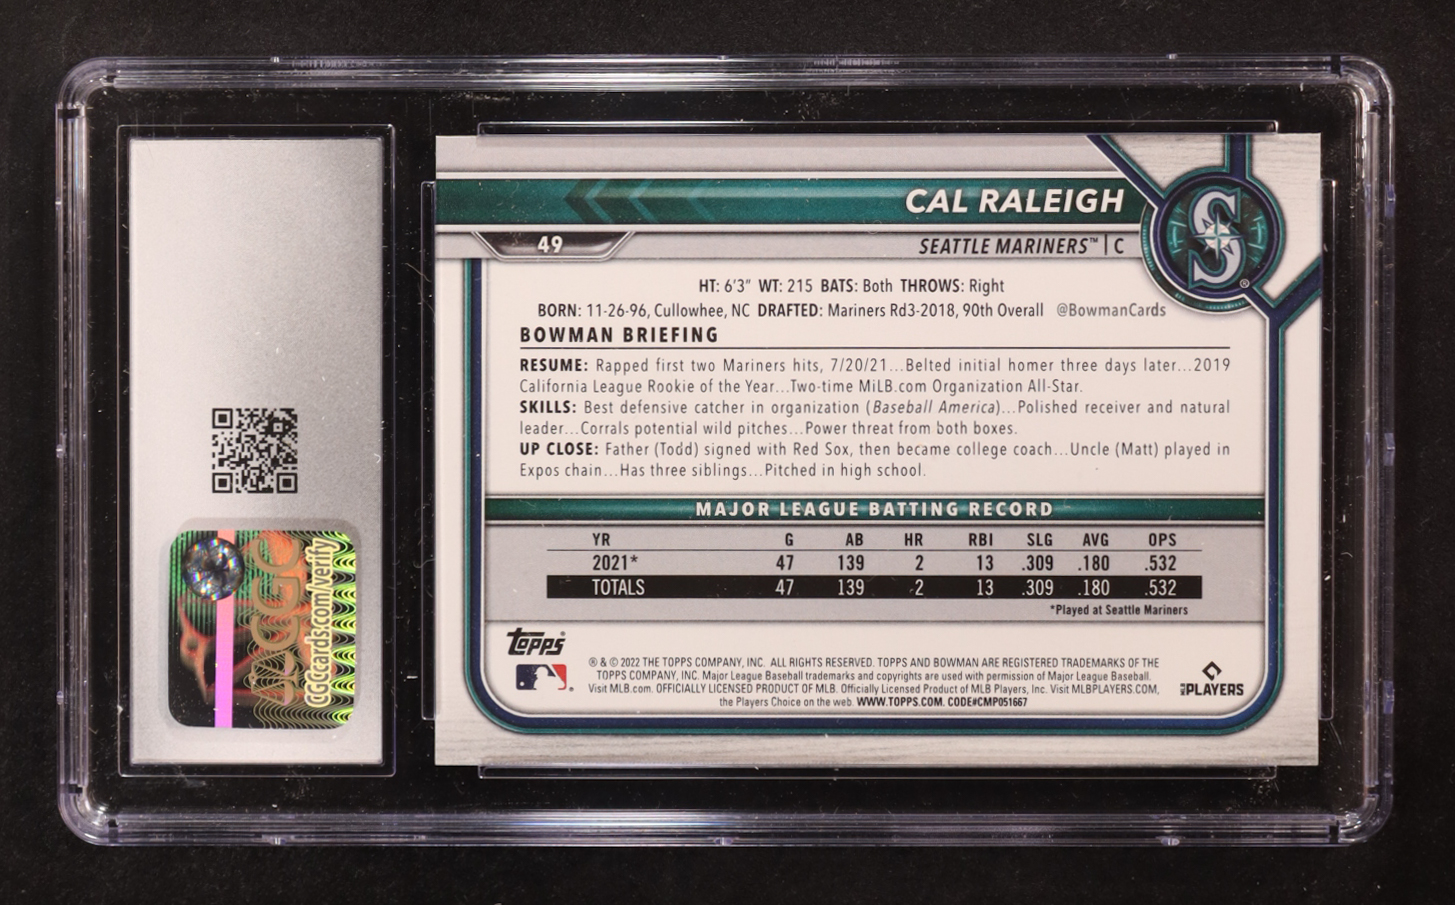 CAL RALEIGH
49
SEATTLE MARINERS™ | C
S
®
HT: 6'3" WT: 215 BATS: Both THROWS: Right
BORN: 11-26-96, Cullowhee, NC DRAFTED: Mariners Rd3-2018, 90th Overall @BowmanCards
BOWMAN BRIEFING
RESUME: Rapped first two Mariners hits, 7/20/21...Belted initial homer three days later...2019
California League Rookie of the Year...Two-time MiLB.com Organization All-Star.
SKILLS: Best defensive catcher in organization (Baseball America)...Polished receiver and natural
leader...Corrals potential wild pitches...Power threat from both boxes.
UP CLOSE: Father (Todd) signed with Red Sox, then became college coach...Uncle (Matt) played in
Expos chain...Has three siblings...Pitched in high school.
MAJOR LEAGUE BATTING RECORD
YR G AB HR RBI SLG AVG OPS
2021* 47 139 2 13 .309 .180 .532
TOTALS 47 139 2 13 .309 .180 .532
*Played at Seattle Mariners
Topps®
® & © 2022 THE TOPPS COMPANY, INC. ALL RIGHTS RESERVED. TOPPS AND BOWMAN ARE REGISTERED TRADEMARKS OF THE
TOPPS COMPANY, INC. Major League Baseball trademarks and copyrights are used with permission of Major League Baseball.
Visit MLB.com. OFFICIALLY LICENSED PRODUCT OF MLB. Officially Licensed Product of MLB Players, Inc. Visit MLBPLAYERS.COM,
the Players Choice on the web. WWW.TOPPS.COM. CODE#CMP051667
MLB PLAYERS
CGC
CGCcards.com/verify